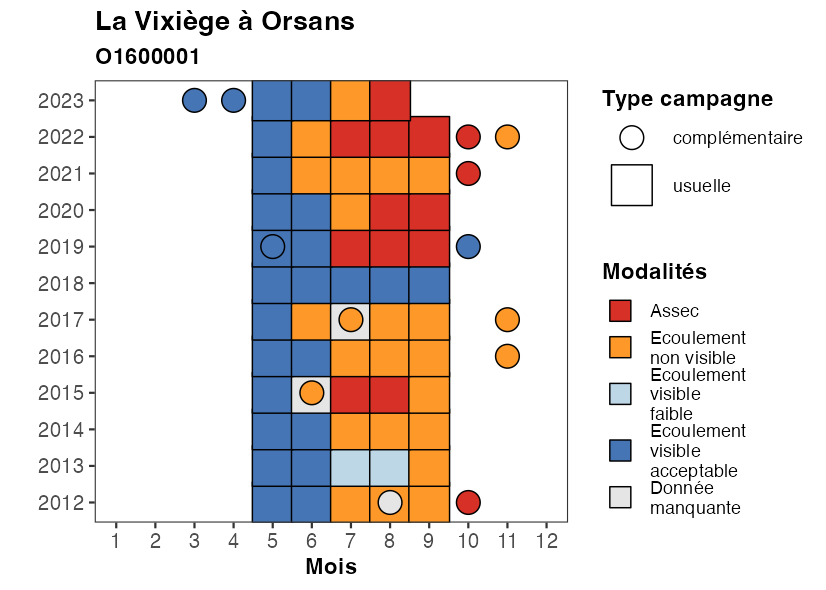 La Vixiège à Orsans
O1600001
2023
2022
2021
2020
2019
2018
2017
2016
2015
2014
2013
2012
1 2 3 4 5 6 7 8 9 10 11 12
Mois
Type campagne
complémentaire
usuelle
Modalités
Assec
Ecoulement
non visible
Ecoulement
visible
faible
Ecoulement
visible
acceptable
Donnée
manquante